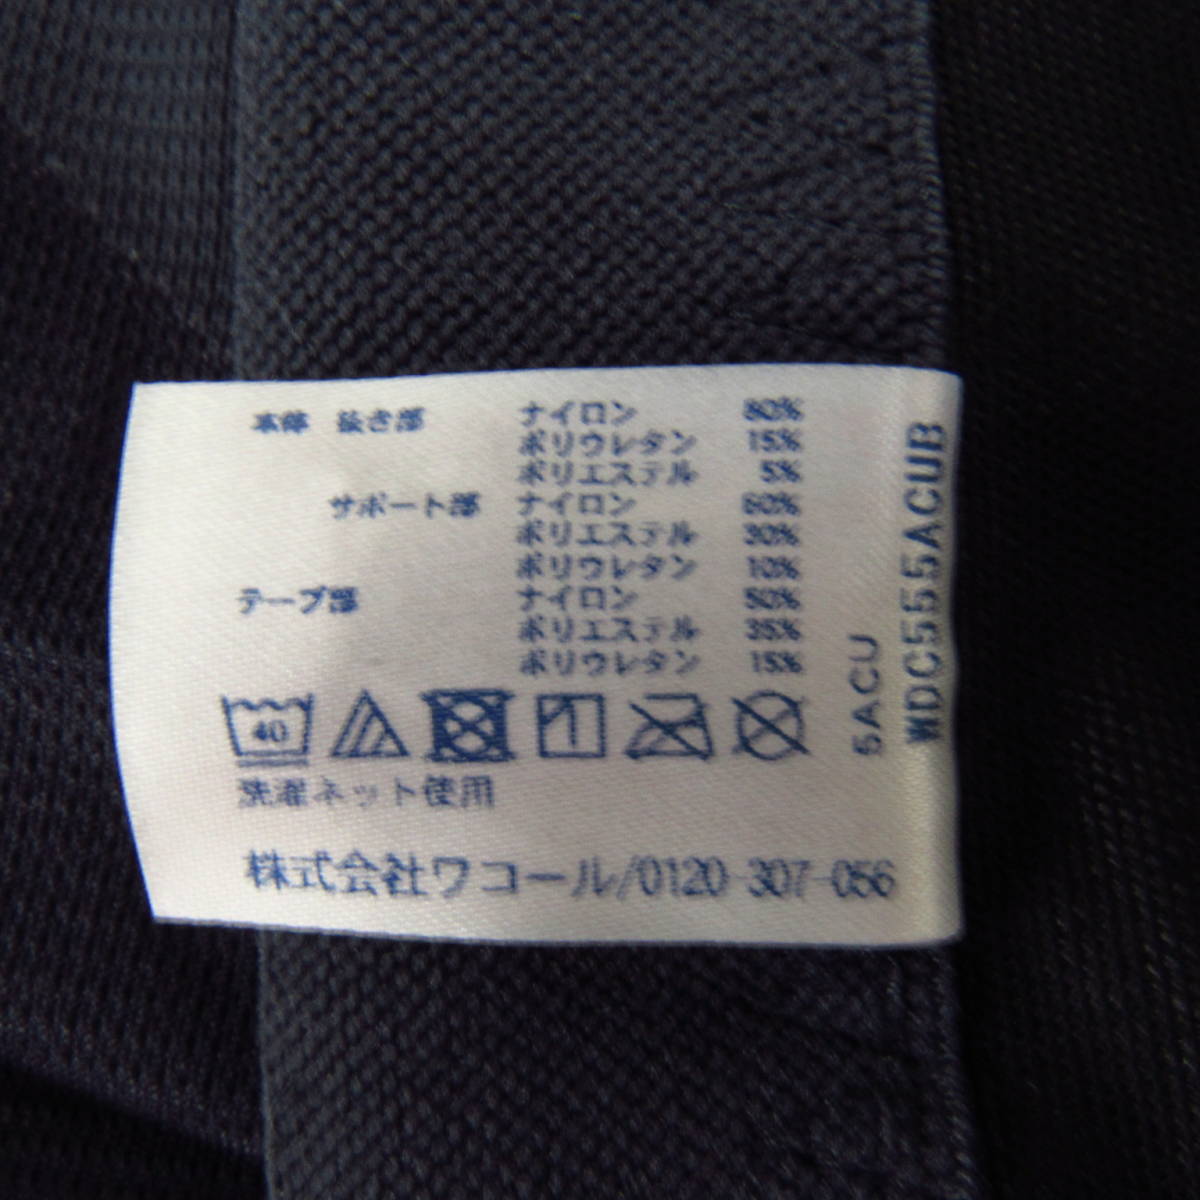 本体 抜き部 ナイロン 80%
ポリウレタン 15%
ポリエステル 5%
サポート部 ナイロン 60%
ポリエステル 30%
ポリウレタン 10%
テープ部 ナイロン 50%
ポリエステル 35%
ポリウレタン 15%
40
洗濯ネット使用
株式会社ワコール/0120-307-056
5ACU
WDC555ACUB